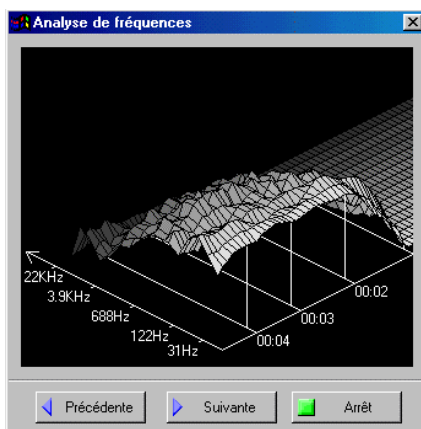 Analyse de fréquences
22KHz
3.9KHz
688Hz
122Hz
31Hz
00:04
00:03
00:02
Précédente
Suivante
Arrêt